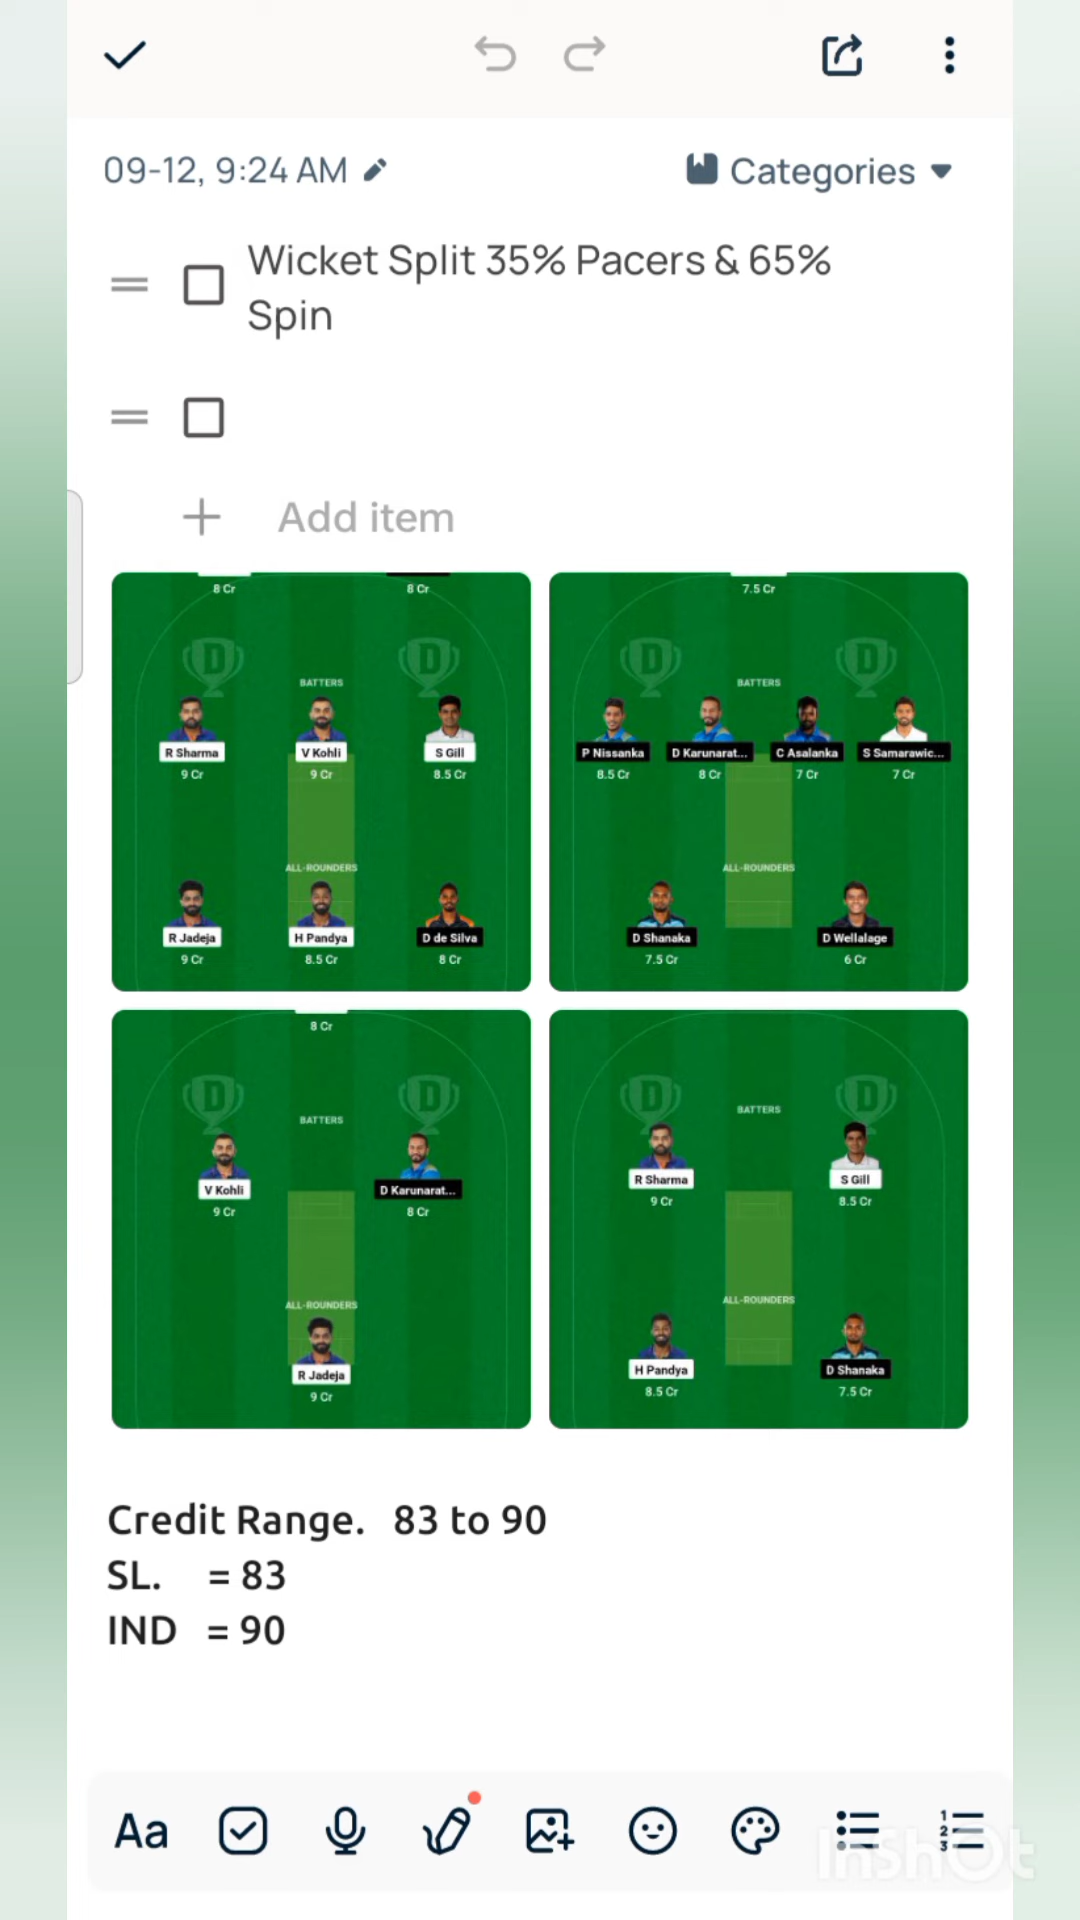 09-12, 9:24 AM
Categories
Wicket Split 35% Pacers & 65%
Spin
Add item
8 Cr 8 Cr
BATTERS
R Sharma V Kohli S Gill
9 Cr 9 Cr 8.5 Cr
ALL-ROUNDERS
R Jadeja H Pandya D de Silva
9 Cr 8.5 Cr 8 Cr
7.5 Cr
BATTERS
P Nissanka D Karunarat... C Asalanka S Samarawic...
8.5 Cr 8 Cr 7 Cr 7 Cr
ALL-ROUNDERS
D Shanaka D Wellalage
7.5 Cr 6 Cr
8 Cr
BATTERS
V Kohli D Karunarat...
9 Cr 8 Cr
ALL-ROUNDERS
R Jadeja
9 Cr
BATTERS
R Sharma S Gill
9 Cr 8.5 Cr
ALL-ROUNDERS
H Pandya D Shanaka
8.5 Cr 7.5 Cr
Credit Range. 83 to 90
SL. = 83
IND = 90
Aa
InShOt